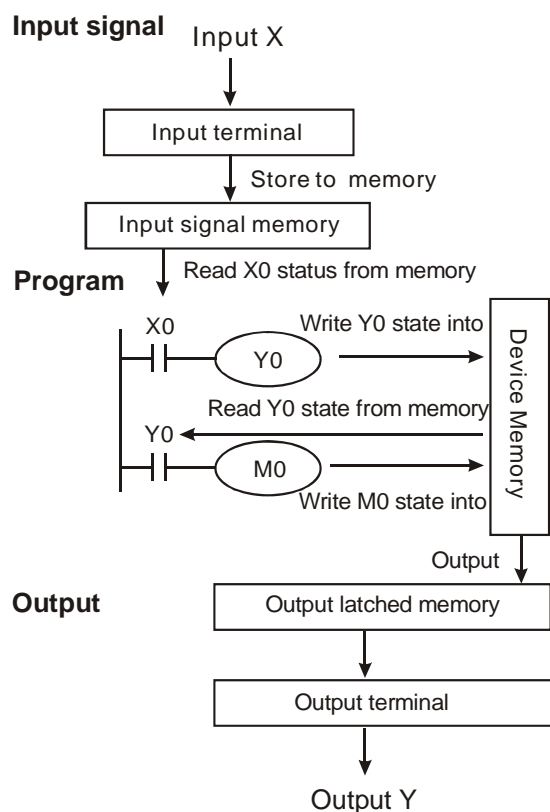 Input signal
Input X
Input terminal
Store to memory
Input signal memory
Read X0 status from memory
Program
X0
Write Y0 state into
Y0
Device Memory
Read Y0 state from memory
Y0
M0
Write M0 state into
Output
Output
Output latched memory
Output terminal
Output Y